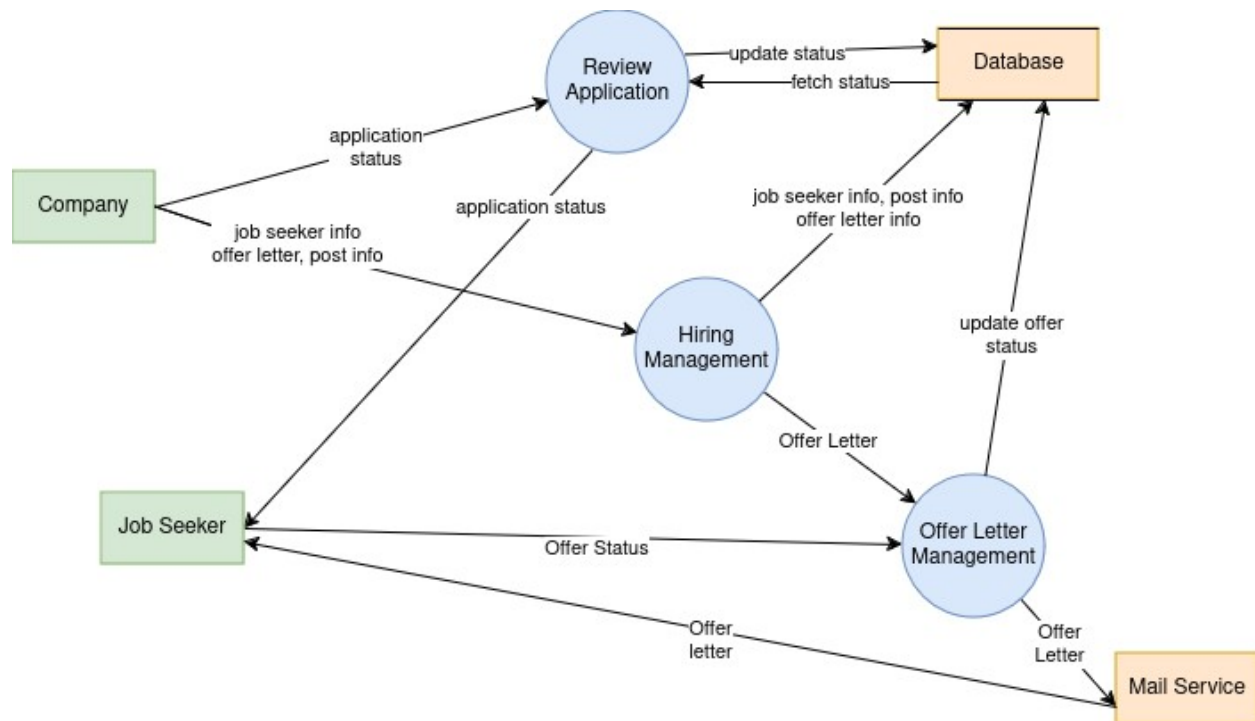 Review
Application
update status
Database
fetch status
application
status
Company
application status
job seeker info, post info
offer letter info
job seeker info
offer letter, post info
Hiring
Management
update offer
status
Offer Letter
Job Seeker
Offer Status
Offer Letter
Management
Offer
letter
Offer
Letter
Mail Service